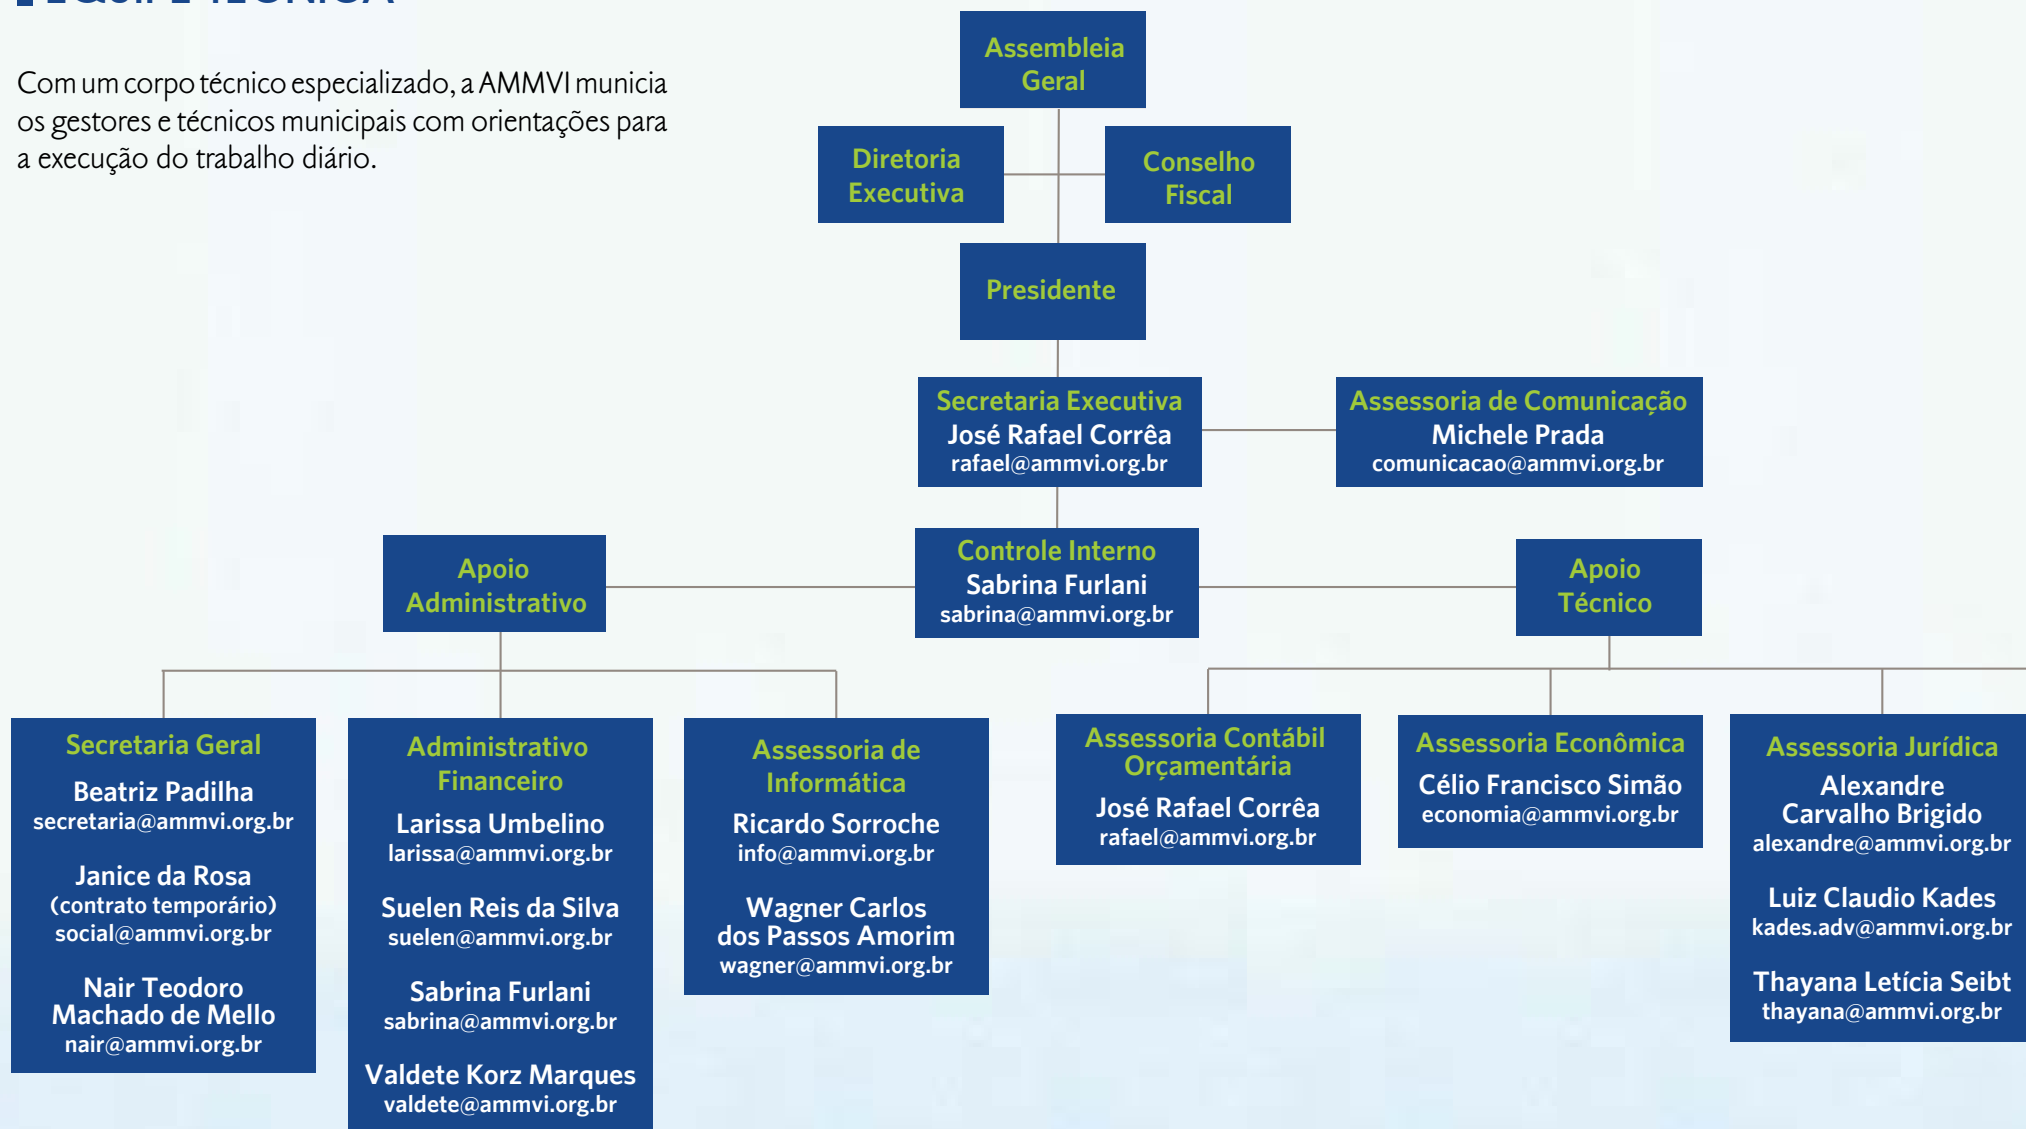 EQUIPE TÉCNICA
Com um corpo técnico especializado, a AMMVI municia
os gestores e técnicos municipais com orientações para
a execução do trabalho diário.
Assembleia
Geral
Diretoria
Executiva
Conselho
Fiscal
Presidente
Secretaria Executiva
José Rafael Corrêa
rafael@ammvi.org.br
Assessoria de Comunicação
Michele Prada
comunicacao@ammvi.org.br
Apoio
Administrativo
Controle Interno
Sabrina Furlani
sabrina@ammvi.org.br
Apoio
Técnico
Secretaria Geral
Beatriz Padilha
secretaria@ammvi.org.br
Janice da Rosa
(contrato temporário)
social@ammvi.org.br
Nair Teodoro
Machado de Mello
nair@ammvi.org.br
Administrativo
Financeiro
Larissa Umbelino
larissa@ammvi.org.br
Suelen Reis da Silva
suelen@ammvi.org.br
Sabrina Furlani
sabrina@ammvi.org.br
Valdete Korz Marques
valdete@ammvi.org.br
Assessoria de
Informática
Ricardo Sorroche
info@ammvi.org.br
Wagner Carlos
dos Passos Amorim
wagner@ammvi.org.br
Assessoria Contábil
Orçamentária
José Rafael Corrêa
rafael@ammvi.org.br
Assessoria Econômica
Célio Francisco Simão
economia@ammvi.org.br
Assessoria Jurídica
Alexandre
Carvalho Brigido
alexandre@ammvi.org.br
Luiz Claudio Kades
kades.adv@ammvi.org.br
Thayana Letícia Seibt
thayana@ammvi.org.br